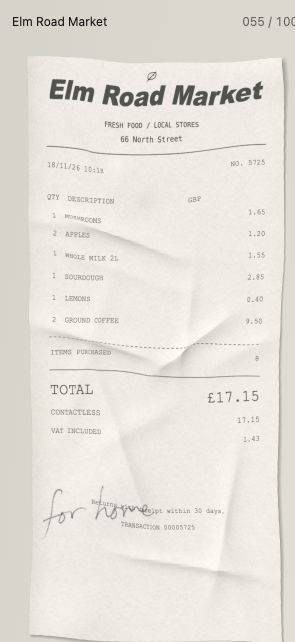 Elm Road Market 055 / 100
Elm Road Market
FRESH FOOD / LOCAL STORES
66 North Street
18/11/26 10:18 NO. 5725
QTY DESCRIPTION GBP
1 MUSHROOMS 1.65
2 APPLES 1.20
1 WHOLE MILK 2L 1.55
1 SOURDOUGH 2.85
1 LEMONS 0.40
2 GROUND COFFEE 9.50
ITEMS PURCHASED 8
TOTAL £17.15
CONTACTLESS 17.15
VAT INCLUDED 1.43
for home
Returns with receipt within 30 days.
TRANSACTION 00005725